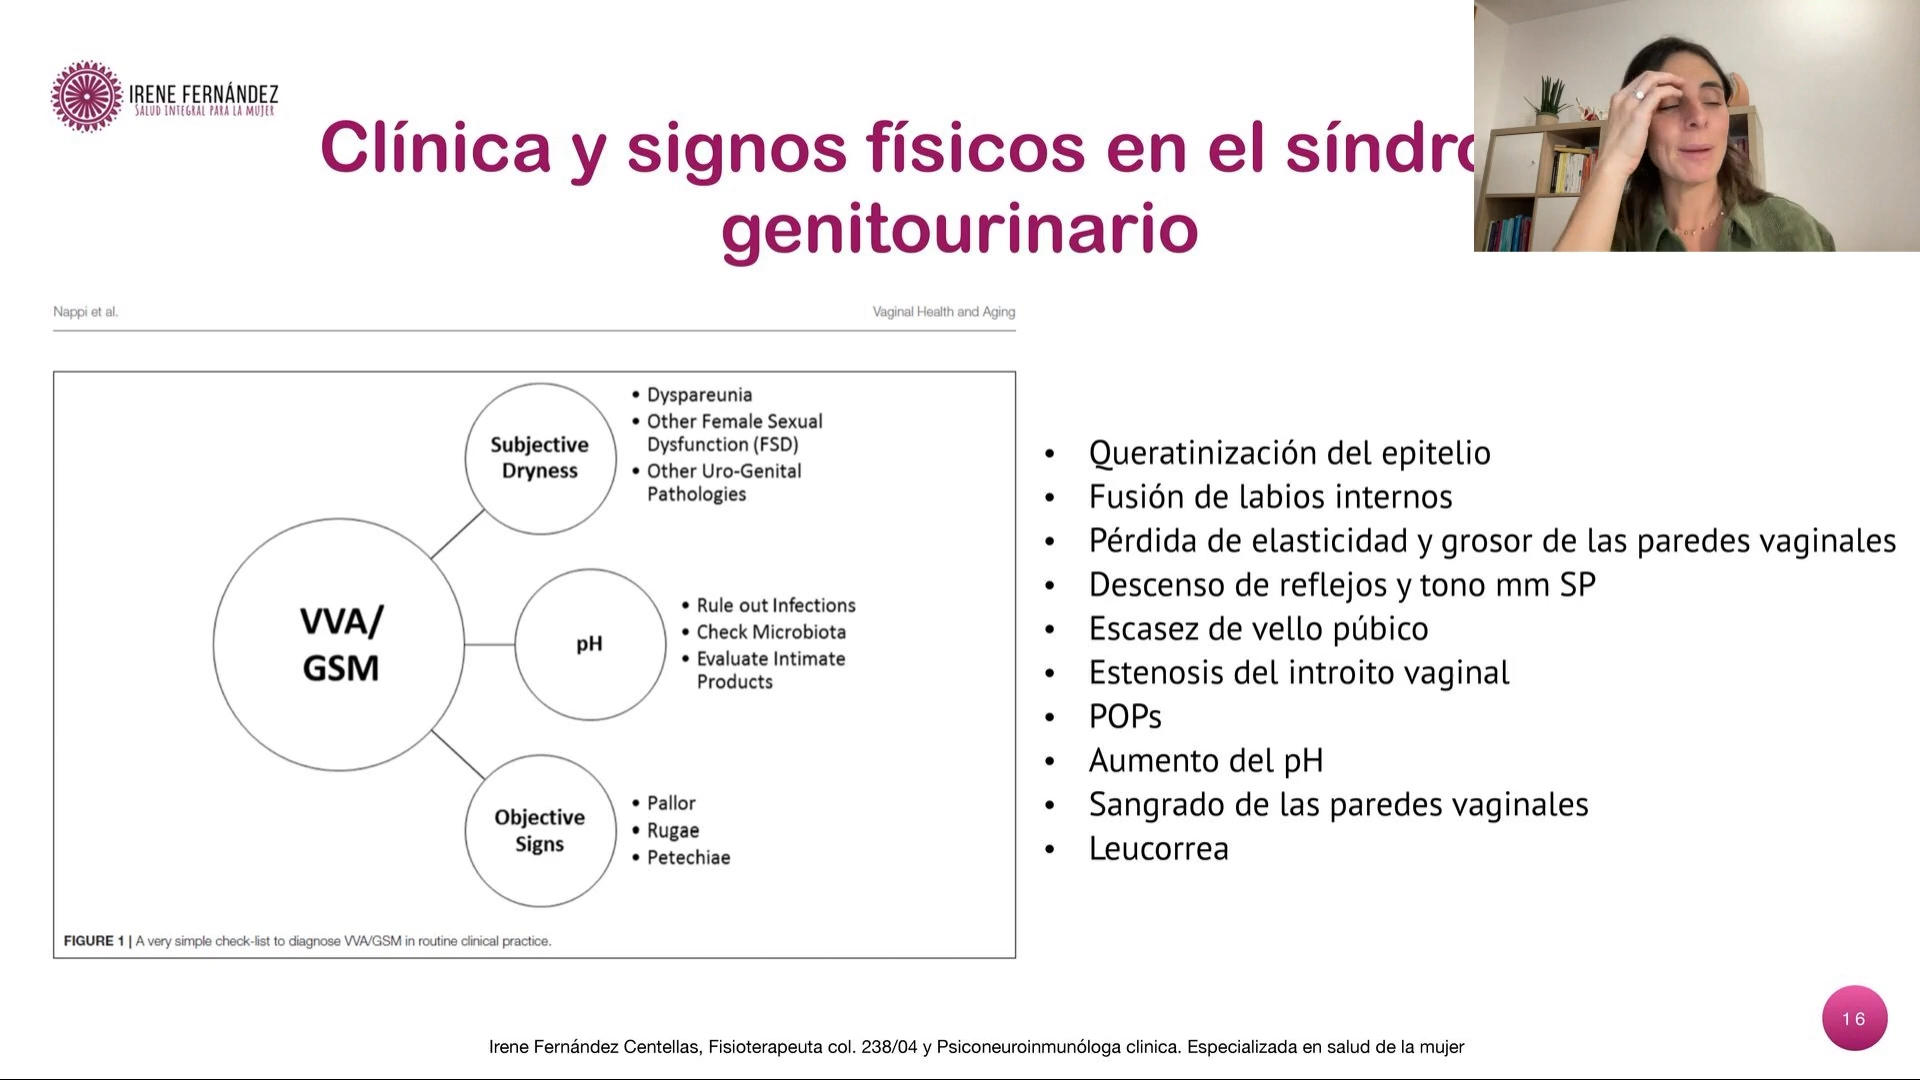 IRENE FERNÁNDEZ
SALUD INTEGRAL PARA LA MUJER
Clínica y signos físicos en el síndro
genitourinario
Nappi et al.
Vaginal Health and Aging
Subjective
Dryness
• Dyspareunia
• Other Female Sexual
Dysfunction (FSD)
• Other Uro-Genital
Pathologies
VVA/
GSM
pH
• Rule out Infections
• Check Microbiota
• Evaluate Intimate
Products
Objective
Signs
• Pallor
• Rugae
• Petechiae
FIGURE 1 | A very simple check-list to diagnose VVA/GSM in routine clinical practice.
• Queratinización del epitelio
• Fusión de labios internos
• Pérdida de elasticidad y grosor de las paredes vaginales
• Descenso de reflejos y tono mm SP
• Escasez de vello púbico
• Estenosis del introito vaginal
• POPs
• Aumento del pH
• Sangrado de las paredes vaginales
• Leucorrea
16
Irene Fernández Centellas, Fisioterapeuta col. 238/04 y Psiconeuroinmunóloga clinica. Especializada en salud de la mujer